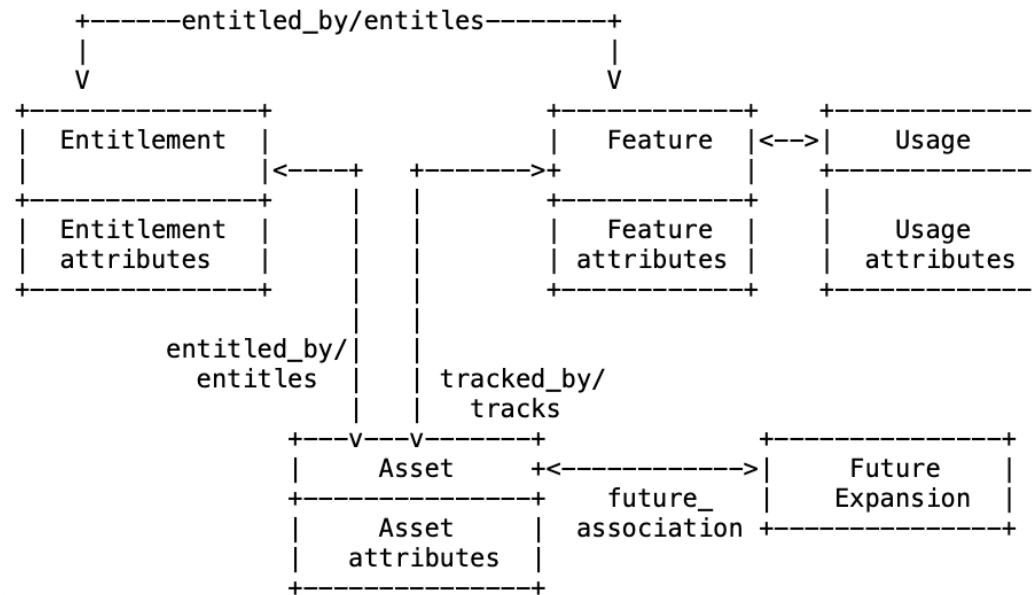 entitled_by/entitles
Entitlement
Feature
Usage
Entitlement
attributes
Feature
attributes
Usage
attributes
entitled_by/
entitles
tracked_by/
tracks
Asset
Future
Expansion
future_
association
Asset
attributes